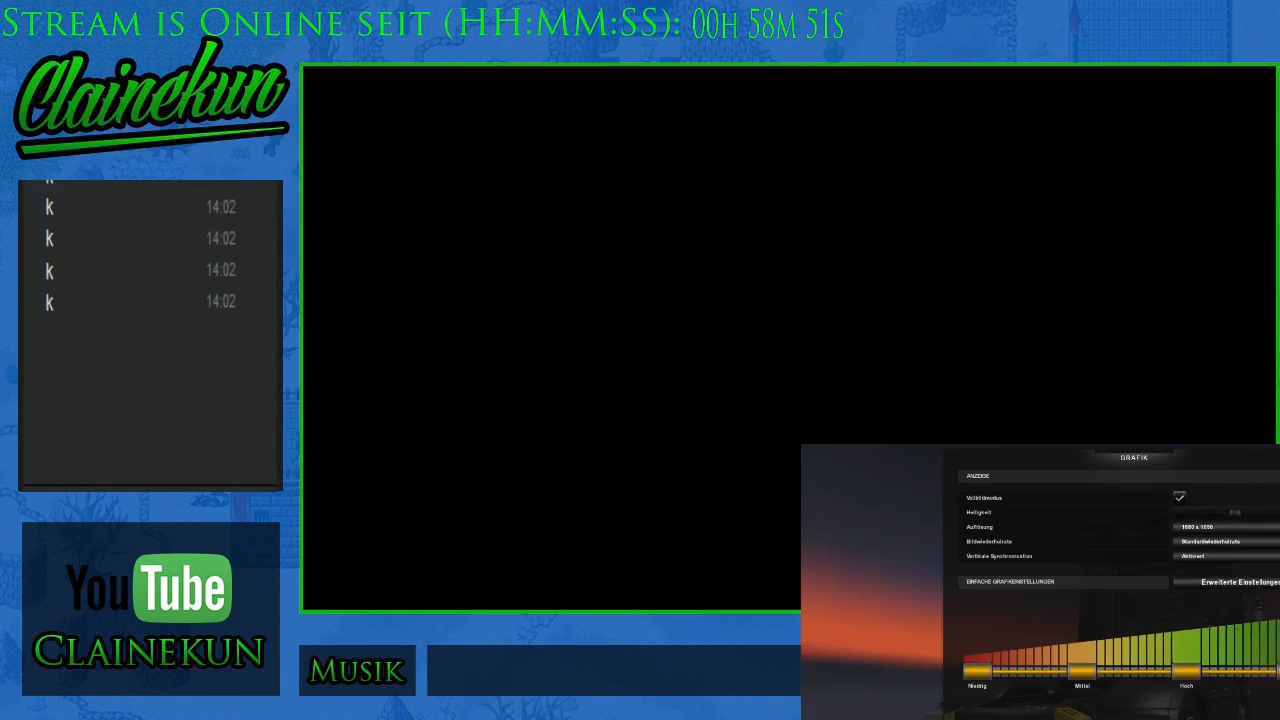 Stream is Online seit (HH:MM:SS): 00h 58m 51s
Clainekun
k 14:02
k 14:02
k 14:02
k 14:02
YouTube
Clainekun
Musik
GRAFIK
ANZEIGE
Vollbildmodus
Helligkeit
Auflösung 1680 x 1050
Bildwiederholrate Standardwiederholrate
Vertikale Synchronisation Aktiviert
EINFACHE GRAFIKEINSTELLUNGEN Erweiterte Einstellungen
Niedrig Mittel Hoch